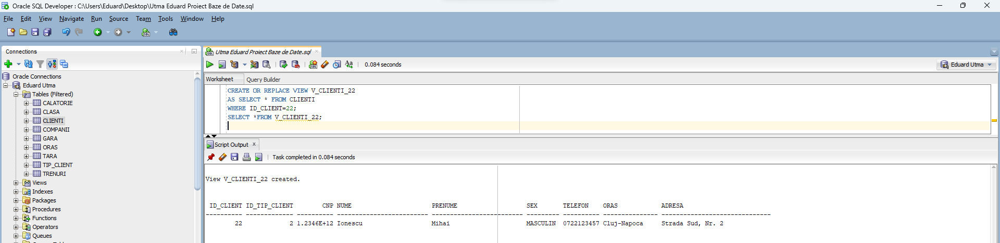 Oracle SQL Developer : C:\Users\Eduard\Desktop\Utma Eduard Proiect Baze de Date.sql
File Edit View Navigate Run Source Team Tools Window Help
Connections
Oracle Connections
Eduard Utma
Tables (Filtered)
CALATORIE
CLASA
CLIENTI
COMPANII
GARA
ORAS
TARA
TIP_CLIENT
TRENURI
Views
Indexes
Packages
Procedures
Functions
Operators
Queues
Utma Eduard Proiect Baze de Date.sql
0.084 seconds
Eduard Utma
Worksheet Query Builder
CREATE OR REPLACE VIEW V_CLIENTI_22
AS SELECT * FROM CLIENTI
WHERE ID_CLIENT=22;
SELECT *FROM V_CLIENTI_22;
Script Output
Task completed in 0.084 seconds
View V_CLIENTI_22 created.
ID_CLIENT ID_TIP_CLIENT CNP NUME PRENUME SEX TELEFON ORAS ADRESA
22 2 1.2346E+12 Ionescu Mihai MASCULIN 0722123457 Cluj-Napoca Strada Sud, Nr. 2